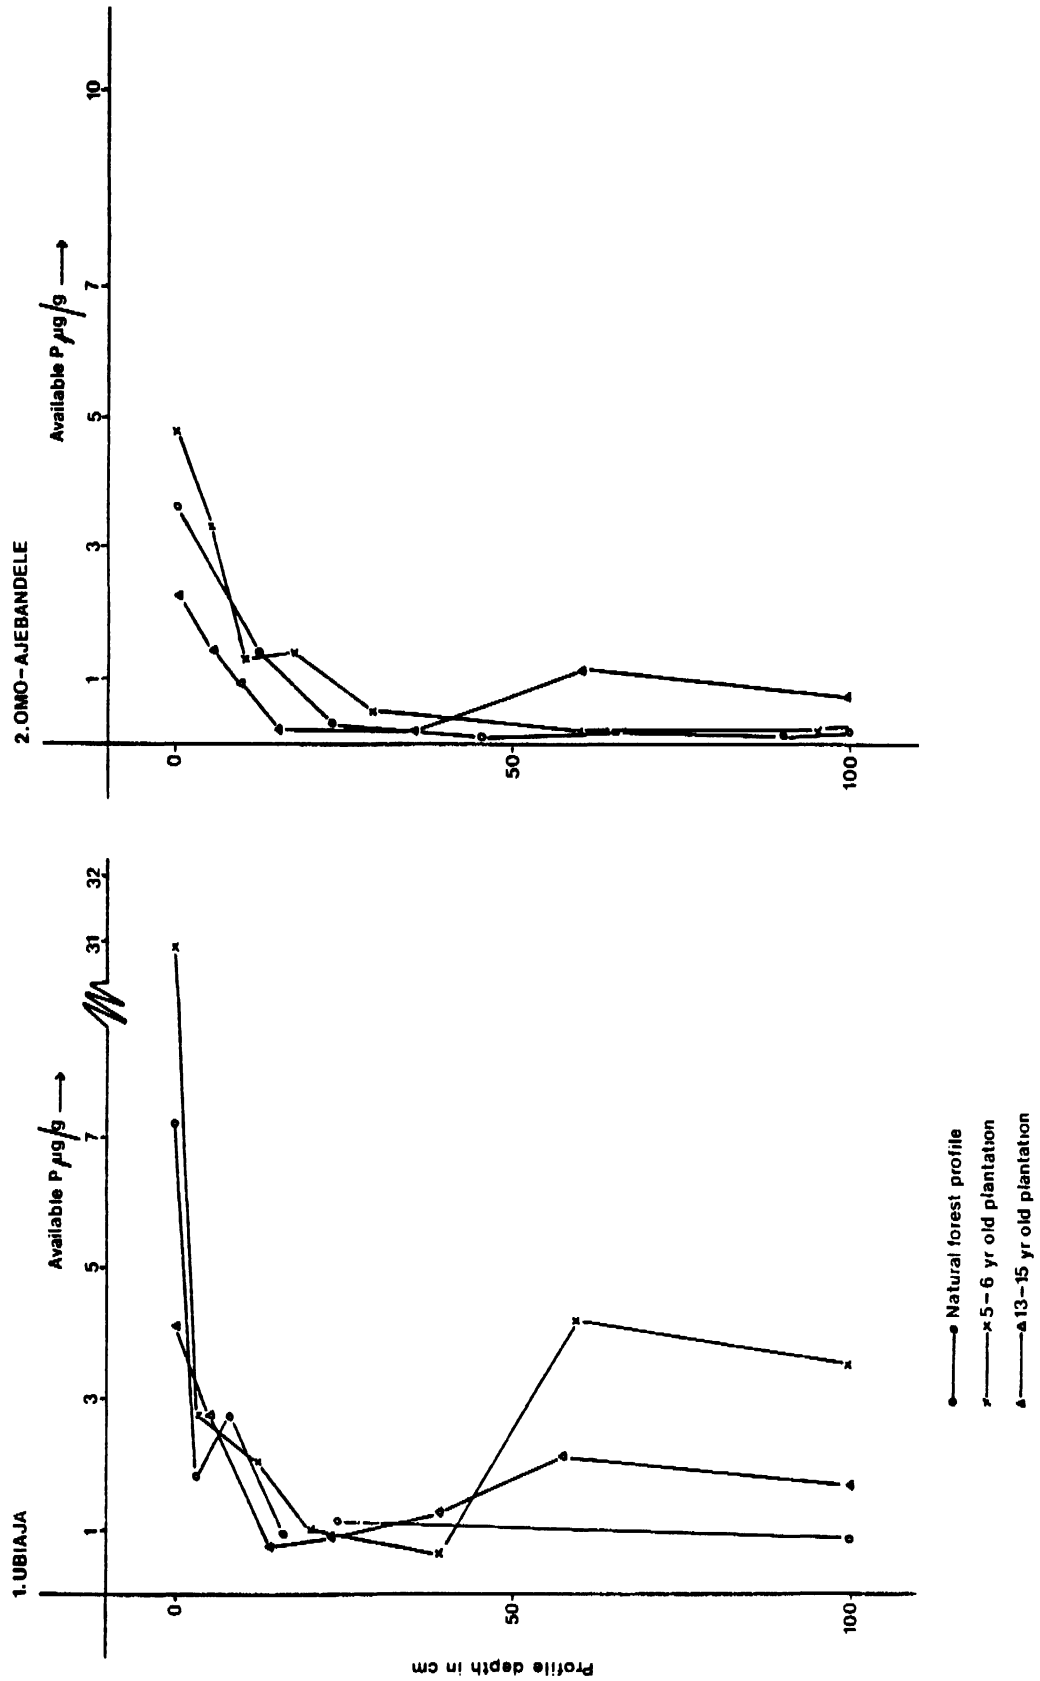 1.UBIAJA
Available P µg/g
1
3
5
7
31
32
0
50
100
Profile depth in cm
2.OMO-AJEBANDELE
Available P µg/g
1
3
5
7
10
0
50
100
Natural forest profile
5-6 yr old plantation
13-15 yr old plantation